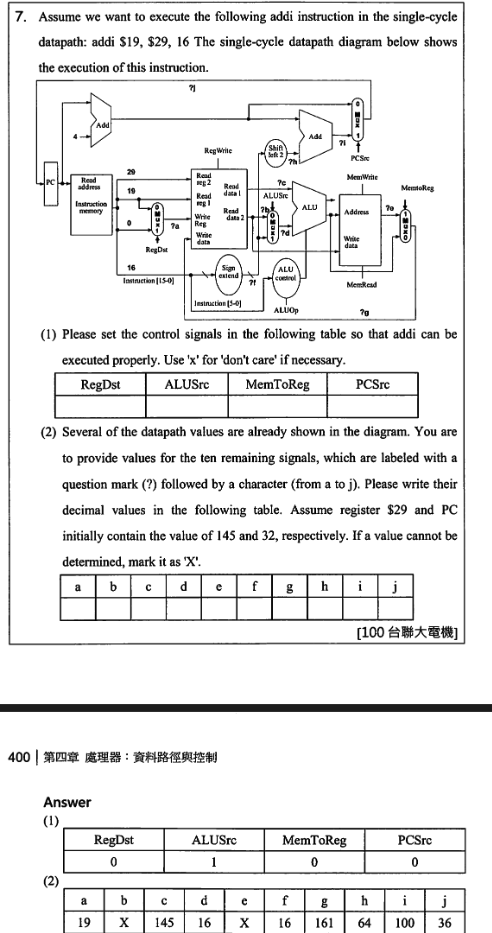 7. Assume we want to execute the following addi instruction in the single-cycle
datapath: addi $19, $29, 16 The single-cycle datapath diagram below shows
the execution of this instruction.
?j
0
M
u
x
1
Add
4
Add
?i
PCSrc
Shift
left 2
?h
RegWrite
MemWrite
MemtoReg
PC
Read
address
Instruction
memory
29
19
0
0
M
u
x
1
?a
RegDst
Read
reg 2
Read
reg 1
Write
Reg
Write
data
Read
data 1
Read
data 2
?c
ALUSrc
?b
0
M
u
x
1
?d
ALU
Address
Write
data
?e
1
M
u
x
0
MemRead
16
Instruction [15-0]
Sign
extend
?f
ALU
control
Instruction [5-0]
ALUOp
?g
(1) Please set the control signals in the following table so that addi can be
executed properly. Use 'x' for 'don't care' if necessary.
RegDst ALUSrc MemToReg PCSrc
(2) Several of the datapath values are already shown in the diagram. You are
to provide values for the ten remaining signals, which are labeled with a
question mark (?) followed by a character (from a to j). Please write their
decimal values in the following table. Assume register $29 and PC
initially contain the value of 145 and 32, respectively. If a value cannot be
determined, mark it as 'X'.
a b c d e f g h i j
[100 台聯大電機]
400 | 第四章 處理器：資料路徑與控制
Answer
(1)
RegDst ALUSrc MemToReg PCSrc
0 1 0 0
(2)
a b c d e f g h i j
19 X 145 16 X 16 161 64 100 36